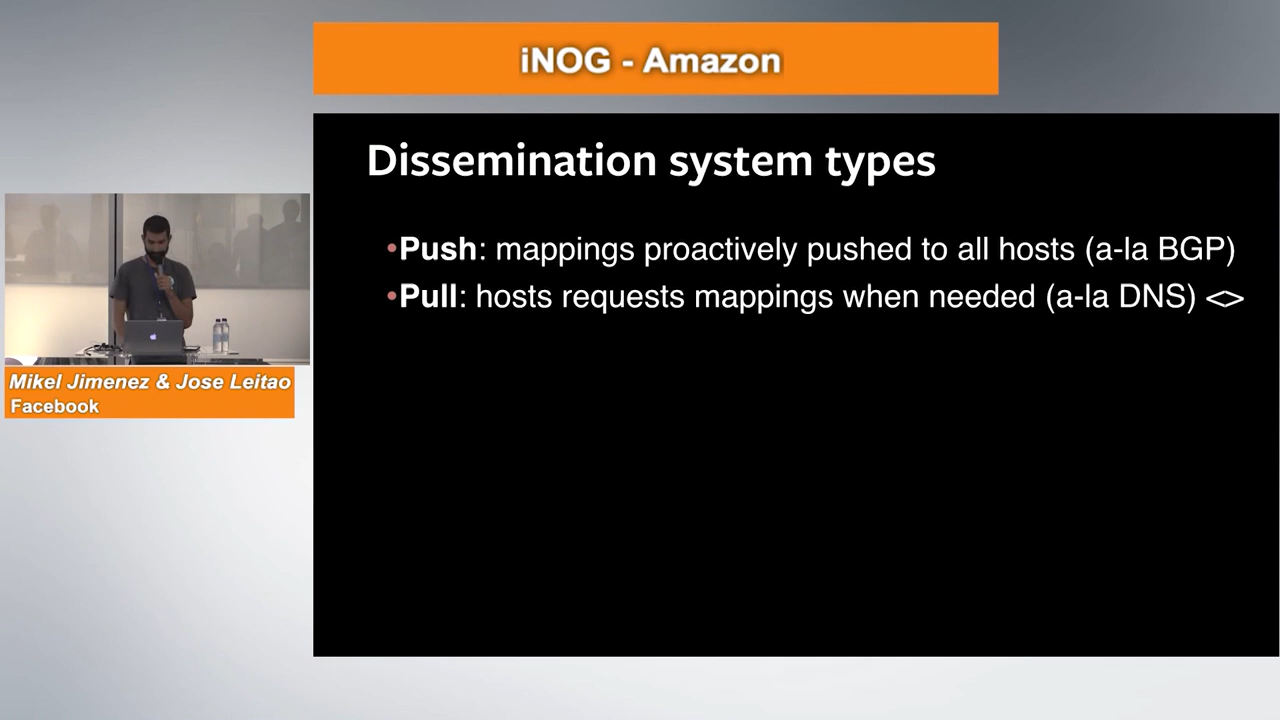 iNOG - Amazon
Dissemination system types
•Push: mappings proactively pushed to all hosts (a-la BGP)
•Pull: hosts requests mappings when needed (a-la DNS) <>
Mikel Jimenez & Jose Leitao
Facebook